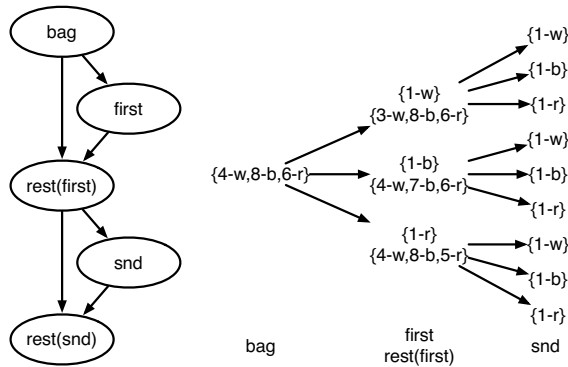 bag
first
rest(first)
snd
rest(snd)
{4-w,8-b,6-r}
{1-w}
{3-w,8-b,6-r}
{1-b}
{4-w,7-b,6-r}
{1-r}
{4-w,8-b,5-r}
{1-w}
{1-b}
{1-r}
{1-w}
{1-b}
{1-r}
{1-w}
{1-b}
{1-r}
bag
first
rest(first)
snd